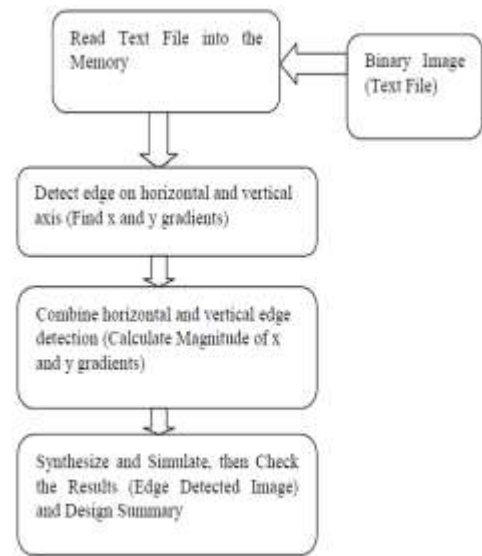 Read Text File into the
Memory
Binary Image
(Text File)
Detect edge on horizontal and vertical
axis (Find x and y gradients)
Combine horizontal and vertical edge
detection (Calculate Magnitude of x
and y gradients)
Synthesize and Simulate, then Check
the Results (Edge Detected Image)
and Design Summary